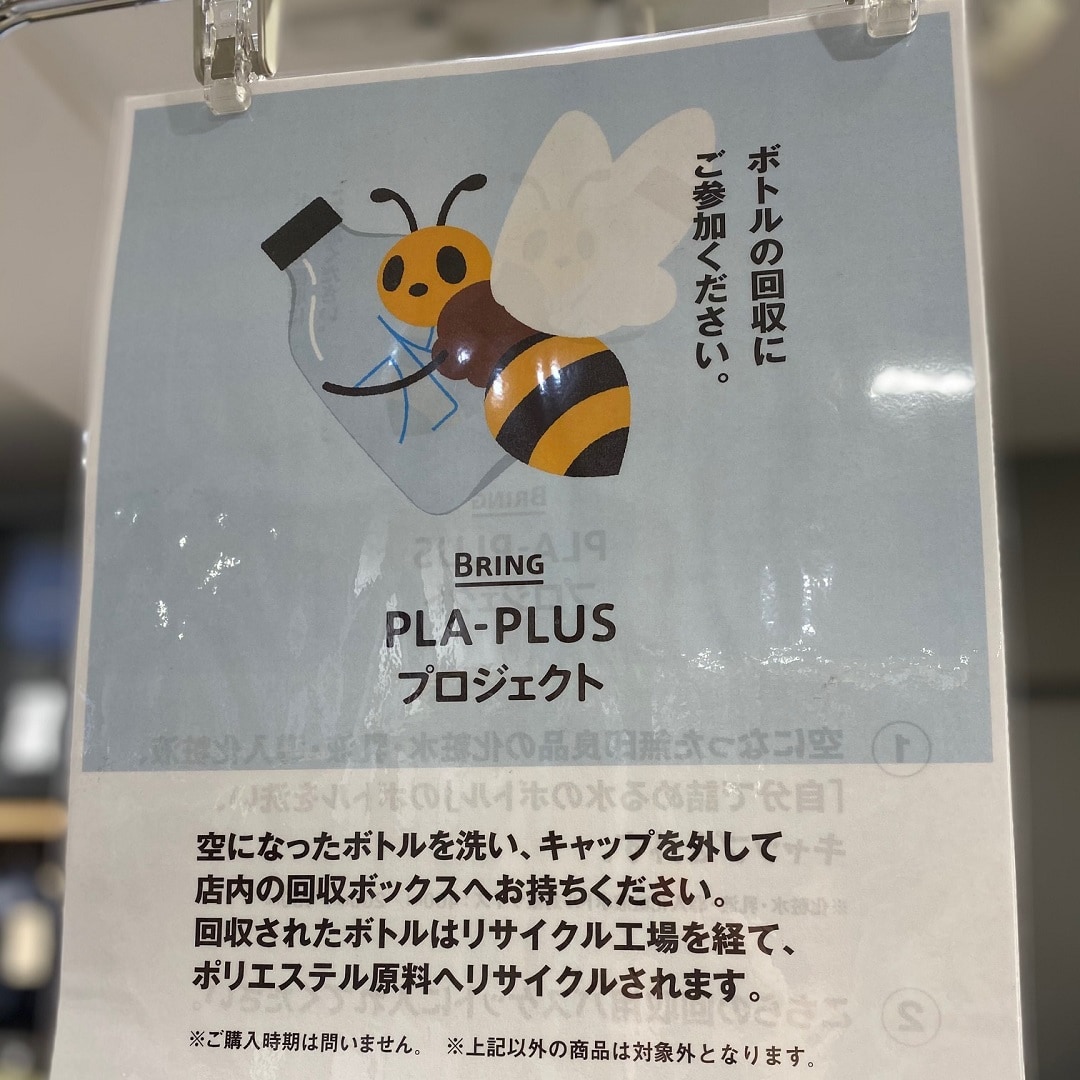 ボトルの回収に
ご参加ください。
BRING
PLA-PLUS
プロジェクト
空になったボトルを洗い、キャップを外して
店内の回収ボックスへお持ちください。
回収されたボトルはリサイクル工場を経て、
ポリエステル原料へリサイクルされます。
※ご購入時期は問いません。 ※上記以外の商品は対象外となります。